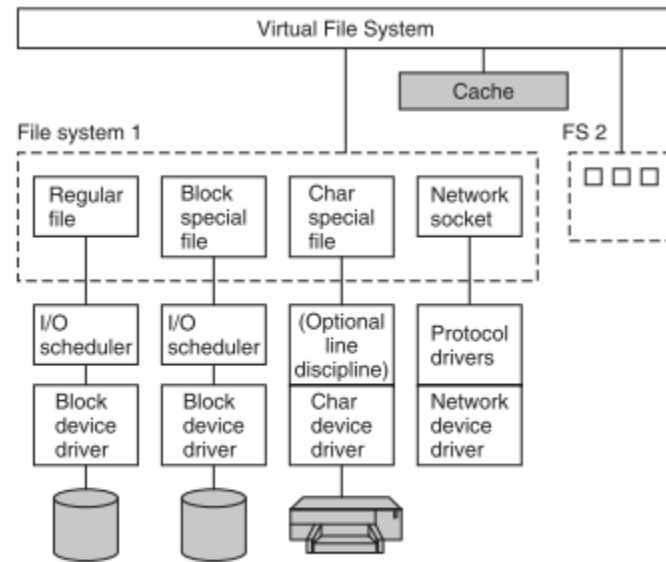 Virtual File System
Cache
File system 1
FS 2
Regular
file
Block
special
file
Char
special
file
Network
socket
I/O
scheduler
I/O
scheduler
(Optional
line
discipline)
Protocol
drivers
Block
device
driver
Block
device
driver
Char
device
driver
Network
device
driver